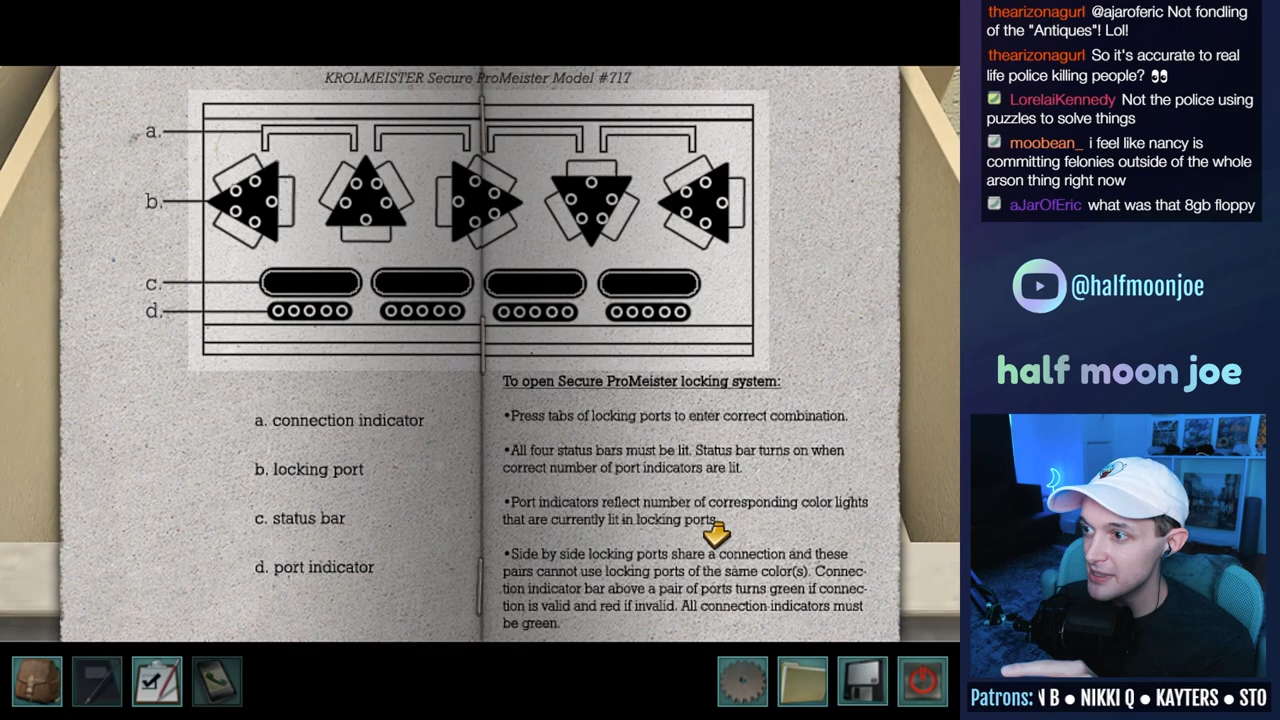 KROLMEISTER Secure ProMeister Model #717
a.
b.
c.
d.
a. connection indicator
b. locking port
c. status bar
d. port indicator
To open Secure ProMeister locking system:
•Press tabs of locking ports to enter correct combination.
•All four status bars must be lit. Status bar turns on when
correct number of port indicators are lit.
•Port indicators reflect number of corresponding color lights
that are currently lit in locking ports.
•Side by side locking ports share a connection and these
pairs cannot use locking ports of the same color(s). Connec-
tion indicator bar above a pair of ports turns green if connec-
tion is valid and red if invalid. All connection indicators must
be green.
thearizonagurl @ajaroferic Not fondling
of the "Antiques"! Lol!
thearizonagurl So it's accurate to real
life police killing people? 👀
LorelaiKennedy Not the police using
puzzles to solve things
moobean_ i feel like nancy is
committing felonies outside of the whole
arson thing right now
aJarOfEric what was that 8gb floppy
@halfmoonjoe
half moon joe
Patrons: B ● NIKKI Q ● KAYTERS ● STO